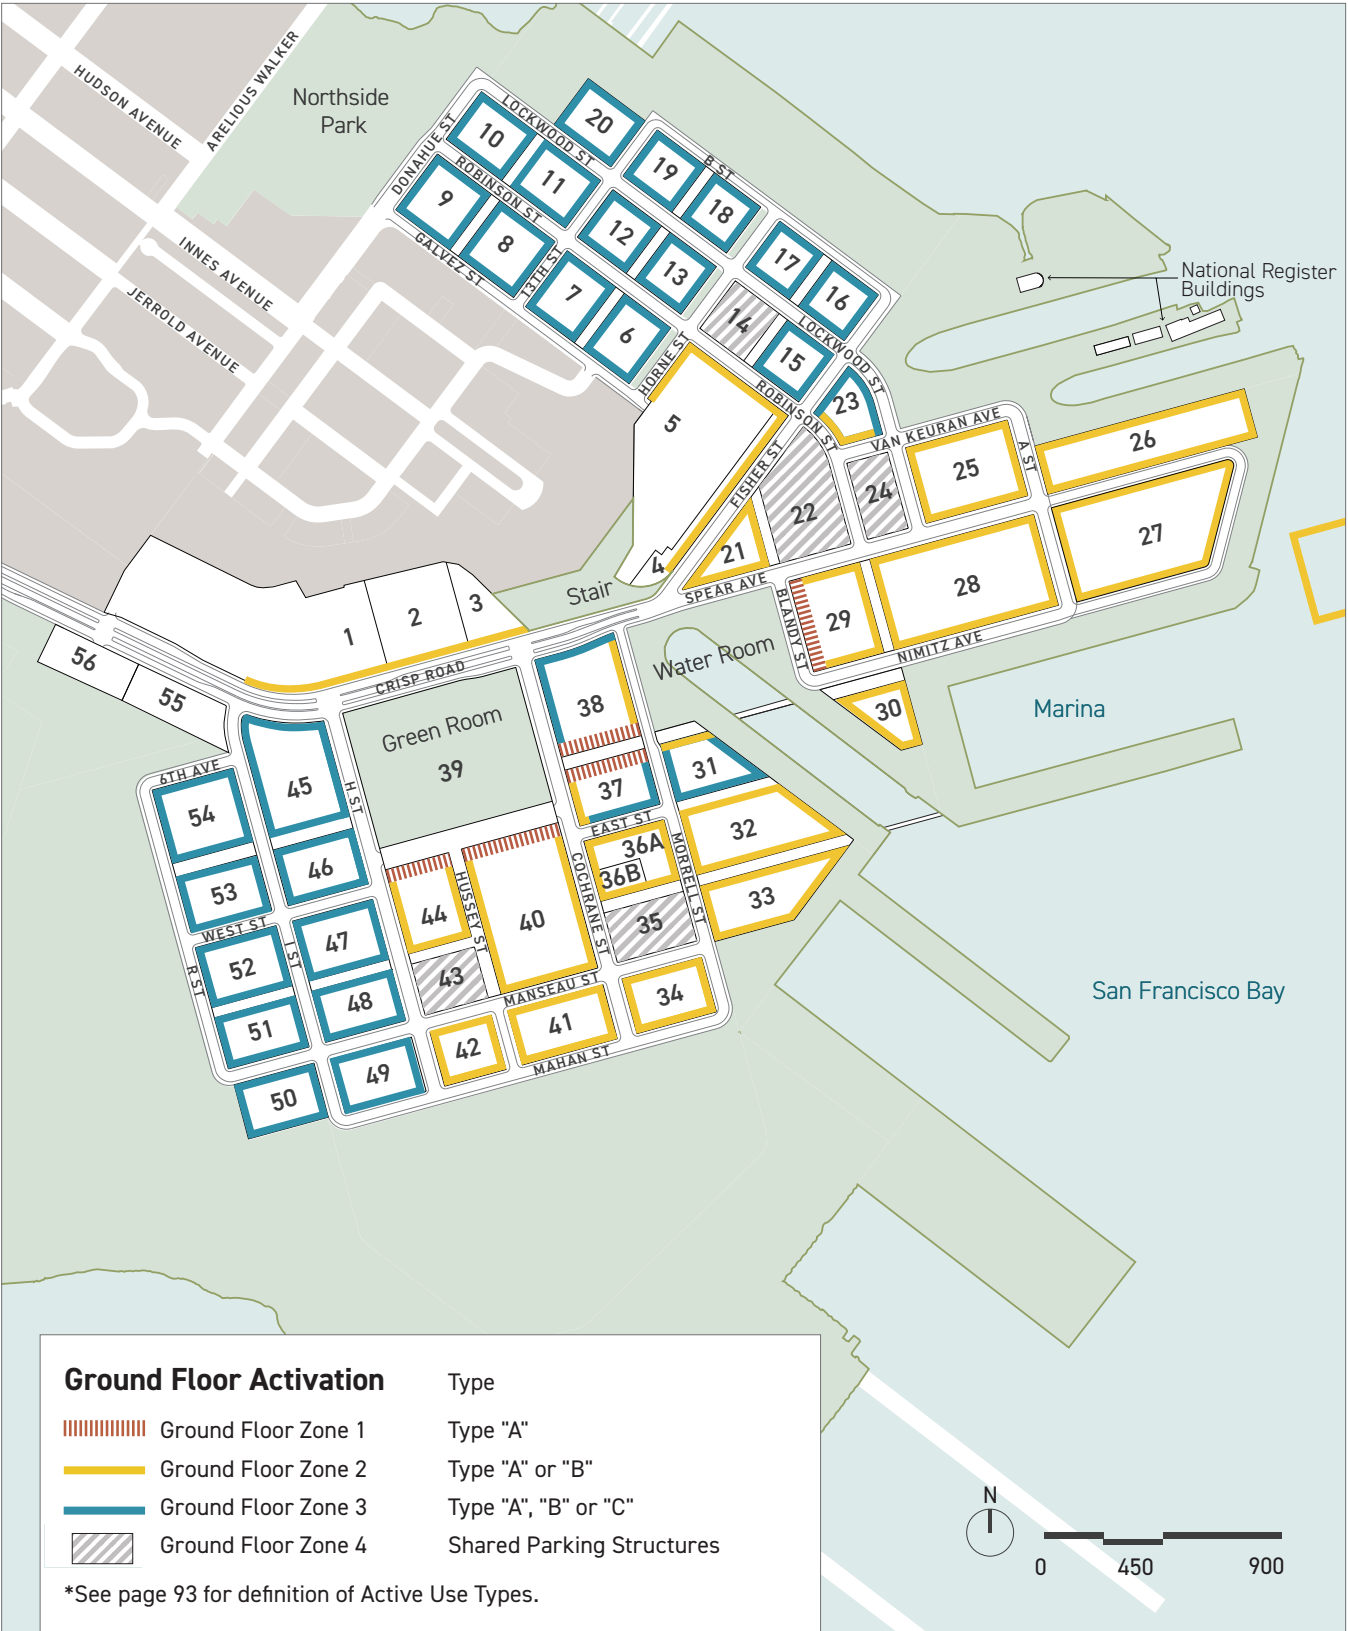 HUDSON AVENUE
ARELIOUS WALKER
Northside
Park
INNES AVENUE
JERROLD AVENUE
DONAHUE ST
LOCKWOOD ST
ROBINSON ST
GALVEZ ST
13TH ST
B ST
HORNE ST
LOCKWOOD ST
ROBINSON ST
FISHER ST
VAN KEURAN AVE
A ST
20
10
11
19
18
9
8
12
13
17
16
7
6
14
15
23
5
National Register
Buildings
26
25
24
22
27
21
4
Stair
SPEAR AVE
BLANDY ST
28
29
NIMITZ AVE
30
Water Room
Marina
1
2
3
CRISP ROAD
56
55
Green Room
39
38
37
31
EAST ST
32
36A
36B
COCHRANE ST
MORRELL ST
33
35
34
6TH AVE
54
45
H ST
46
53
WEST ST
44
HUSSEY ST
40
52
I ST
47
R ST
43
MANSEAU ST
48
51
41
42
MAHAN ST
49
50
San Francisco Bay
Ground Floor Activation Type
Ground Floor Zone 1 Type "A"
Ground Floor Zone 2 Type "A" or "B"
Ground Floor Zone 3 Type "A", "B" or "C"
Ground Floor Zone 4 Shared Parking Structures
*See page 93 for definition of Active Use Types.
N
0 450 900